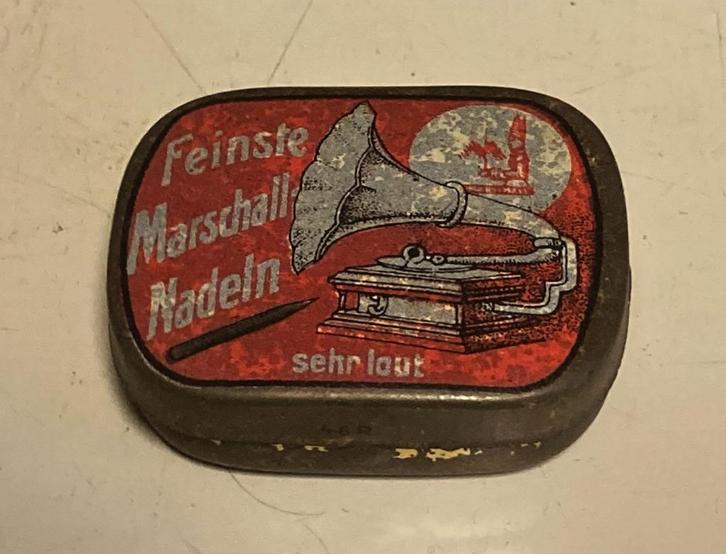 Feinste
Marschall-
Nadeln
sehr laut